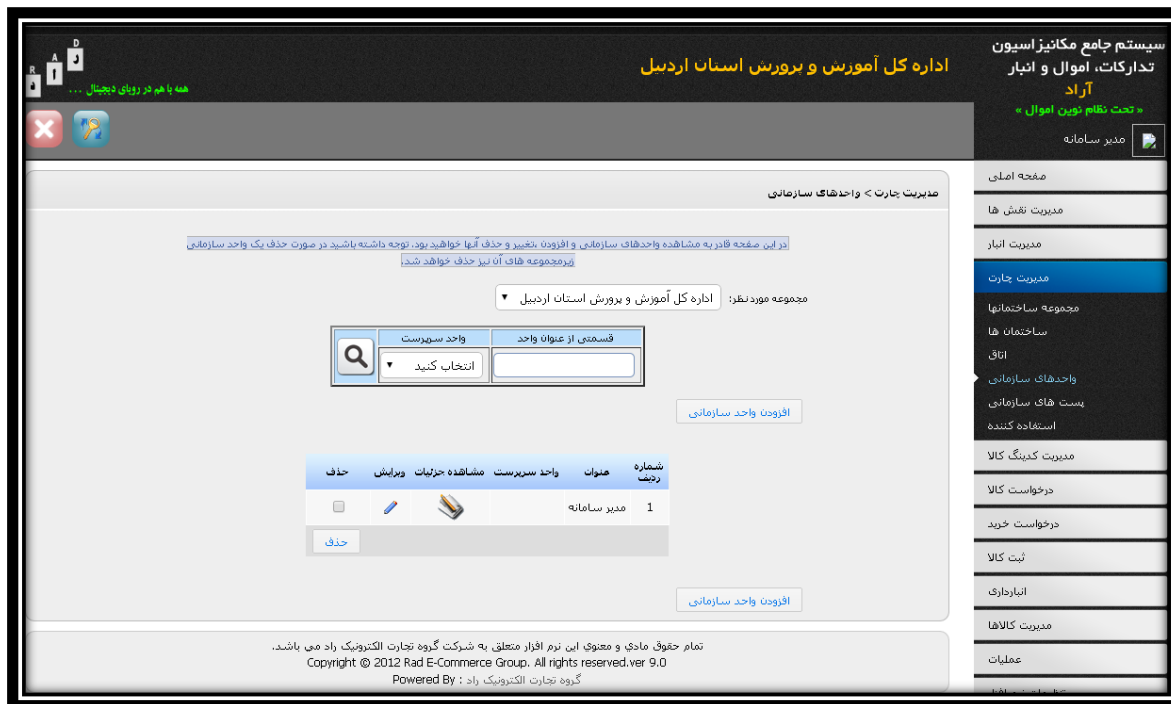 سیستم جامع مکانیزاسیون
تدارکات، اموال و انبار
آراد
« تحت نظام نوین اموال »
مدیر سامانه
اداره کل آموزش و پرورش استان اردبیل
R A D
ر ا د
همه با هم در رویای دیجیتال ...
صفحه اصلی
مدیریت نقش ها
مدیریت انبار
مدیریت چارت
مجموعه ساختمانها
ساختمان ها
اتاق
واحدهای سازمانی
پست های سازمانی
استفاده کننده
مدیریت کدینگ کالا
درخواست کالا
درخواست خرید
ثبت کالا
انبارداری
مدیریت کالاها
عملیات
مدیریت چارت > واحدهای سازمانی
در این صفحه قادر به مشاهده واحدهای سازمانی و افزودن ،تغییر و حذف آنها خواهید بود. توجه داشته باشید در صورت حذف یک واحد سازمانی
زیرمجموعه های آن نیز حذف خواهد شد.
مجموعه موردنظر: اداره کل آموزش و پرورش استان اردبیل
قسمتی از عنوان واحد واحد سرپرست
انتخاب کنید
افزودن واحد سازمانی
شماره ردیف عنوان واحد سرپرست مشاهده جزئیات ویرایش حذف
1 مدیر سامانه
حذف
افزودن واحد سازمانی
تمام حقوق مادي و معنوي اين نرم افزار متعلق به شرکت گروه تجارت الکترونیک راد می باشد.
Copyright © 2012 Rad E-Commerce Group. All rights reserved.ver 9.0
Powered By : گروه تجارت الکترونیک راد